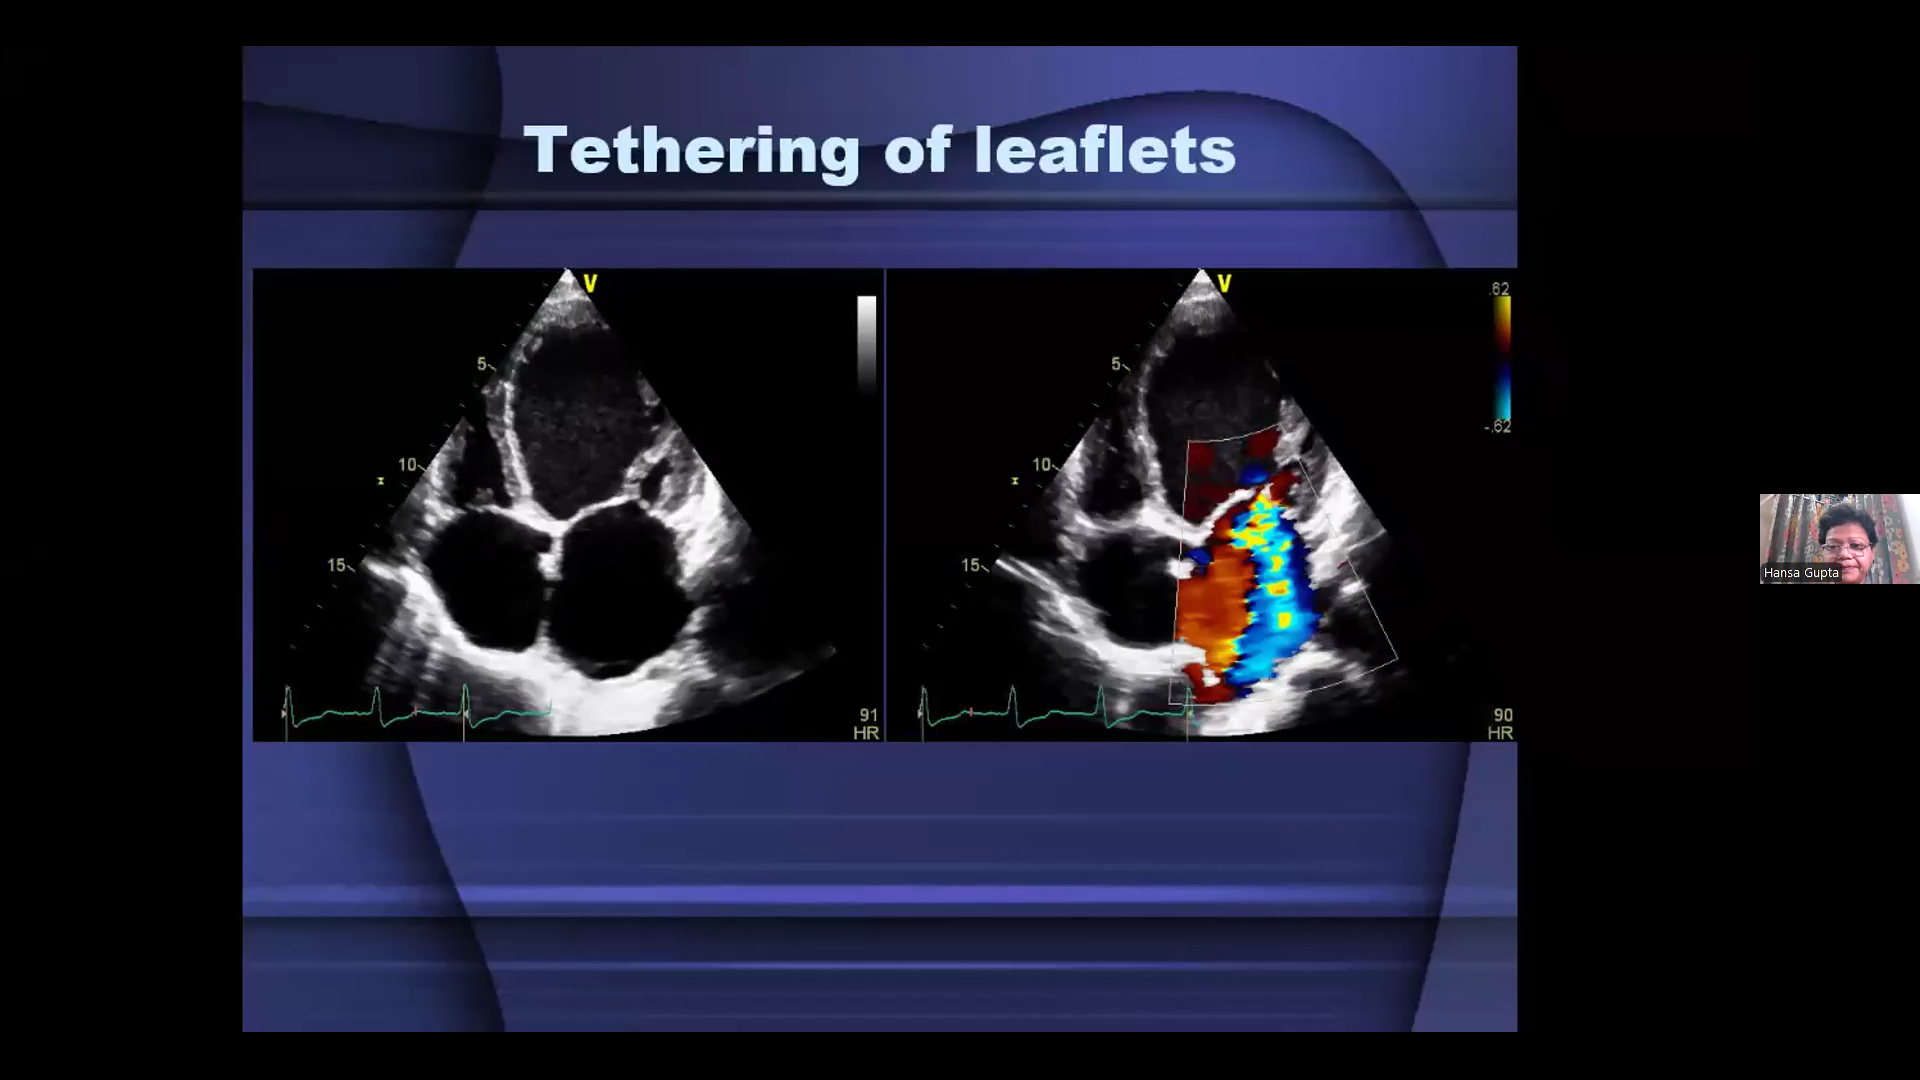 Tethering of leaflets
V
5
10
15
91
HR
V
.62
-.62
5
10
15
90
HR
Hansa Gupta